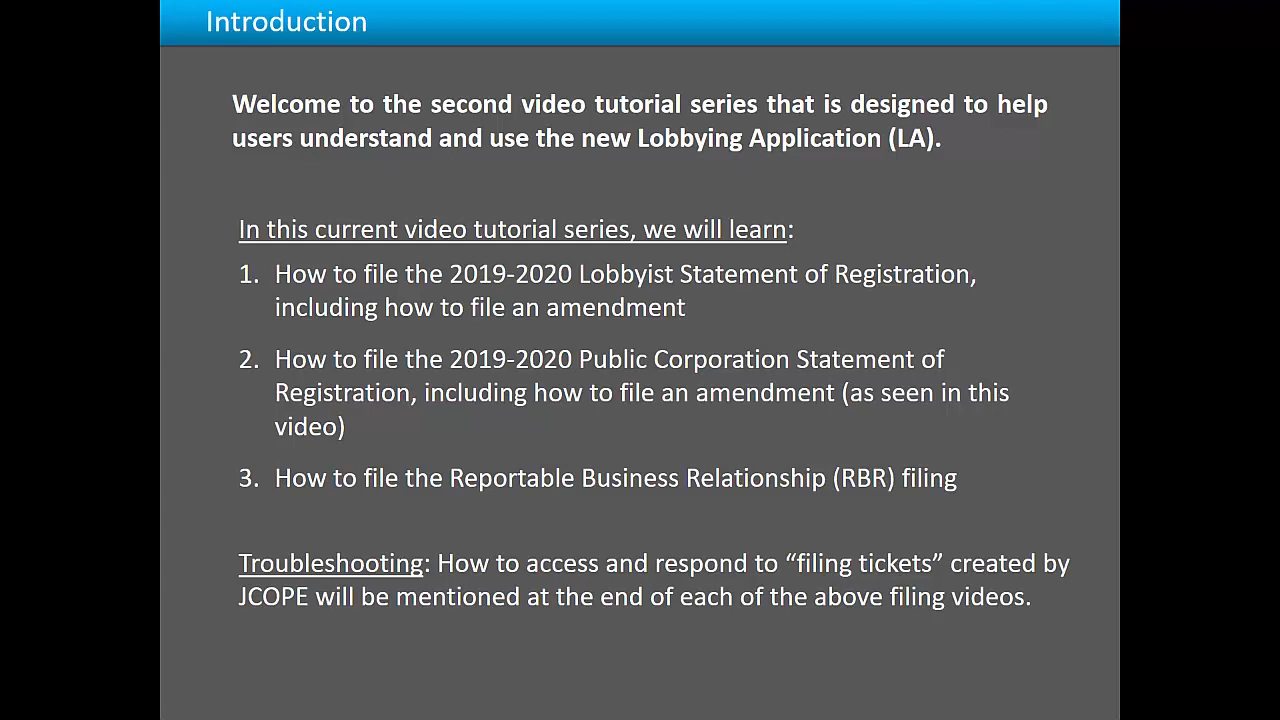 Introduction
Welcome to the second video tutorial series that is designed to help
users understand and use the new Lobbying Application (LA).
In this current video tutorial series, we will learn:
1. How to file the 2019-2020 Lobbyist Statement of Registration,
including how to file an amendment
2. How to file the 2019-2020 Public Corporation Statement of
Registration, including how to file an amendment (as seen in this
video)
3. How to file the Reportable Business Relationship (RBR) filing
Troubleshooting: How to access and respond to “filing tickets” created by
JCOPE will be mentioned at the end of each of the above filing videos.